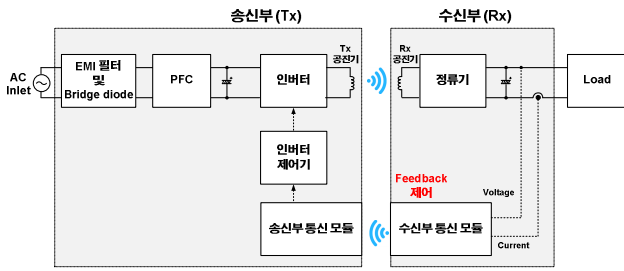 송신부 (Tx)
수신부 (Rx)
AC
Inlet
EMI 필터
및
Bridge diode
PFC
인버터
Tx
공진기
Rx
공진기
정류기
Load
인버터
제어기
Feedback
제어
Voltage
송신부 통신 모듈
수신부 통신 모듈
Current